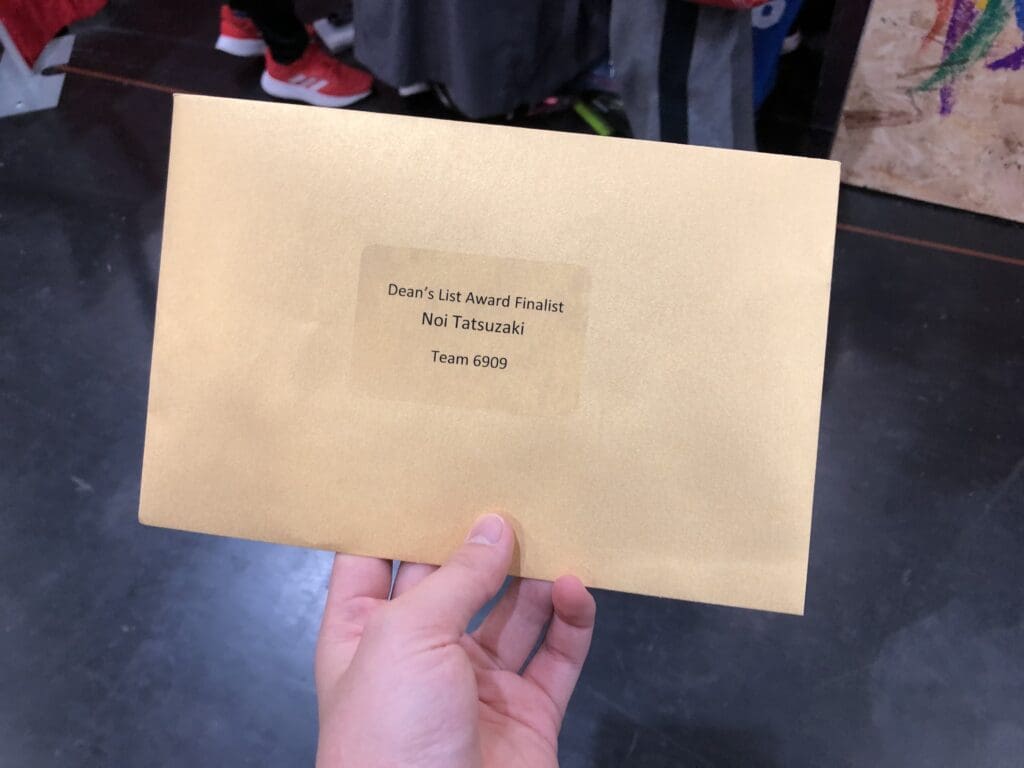 Dean's List Award Finalist
Noi Tatsuzaki
Team 6909